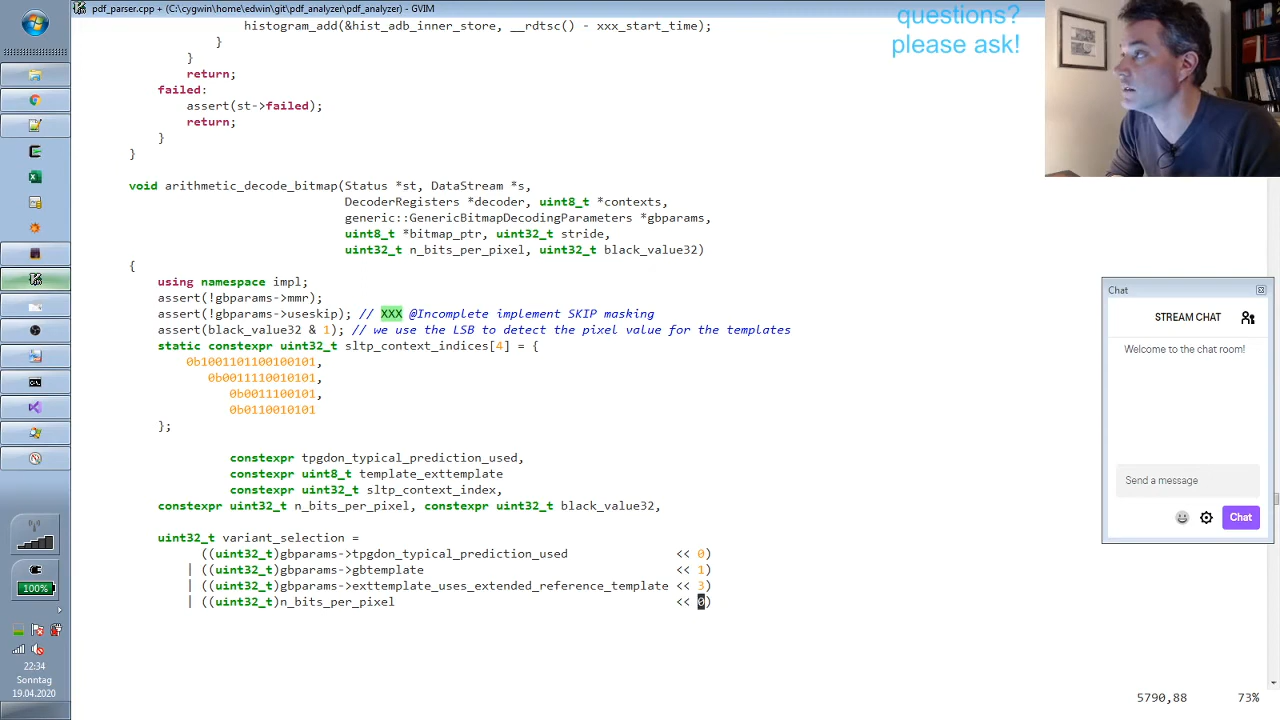 pdf_parser.cpp + (C:\cygwin\home\edwin\git\pdf_analyzer\pdf_analyzer) - GVIM
histogram_add(&hist_adb_inner_store, __rdtsc() - xxx_start_time);
}
}
return;
failed:
assert(st->failed);
return;
}
}
void arithmetic_decode_bitmap(Status *st, DataStream *s,
DecoderRegisters *decoder, uint8_t *contexts,
generic::GenericBitmapDecodingParameters *gbparams,
uint8_t *bitmap_ptr, uint32_t stride,
uint32_t n_bits_per_pixel, uint32_t black_value32)
{
using namespace impl;
assert(!gbparams->mmr);
assert(!gbparams->useskip); // XXX @Incomplete implement SKIP masking
assert(black_value32 & 1); // we use the LSB to detect the pixel value for the templates
static constexpr uint32_t sltp_context_indices[4] = {
0b1001101100100101,
0b0011110010101,
0b0011100101,
0b0110010101
};
constexpr tpgdon_typical_prediction_used,
constexpr uint8_t template_exttemplate
constexpr uint32_t sltp_context_index,
constexpr uint32_t n_bits_per_pixel, constexpr uint32_t black_value32,
uint32_t variant_selection =
((uint32_t)gbparams->tpgdon_typical_prediction_used << 0)
| ((uint32_t)gbparams->gbtemplate << 1)
| ((uint32_t)gbparams->exttemplate_uses_extended_reference_template << 3)
| ((uint32_t)n_bits_per_pixel << 0)
5790,88 73%
questions?
please ask!
Chat
STREAM CHAT
Welcome to the chat room!
Send a message
Chat
100%
22:34
Sonntag
19.04.2020